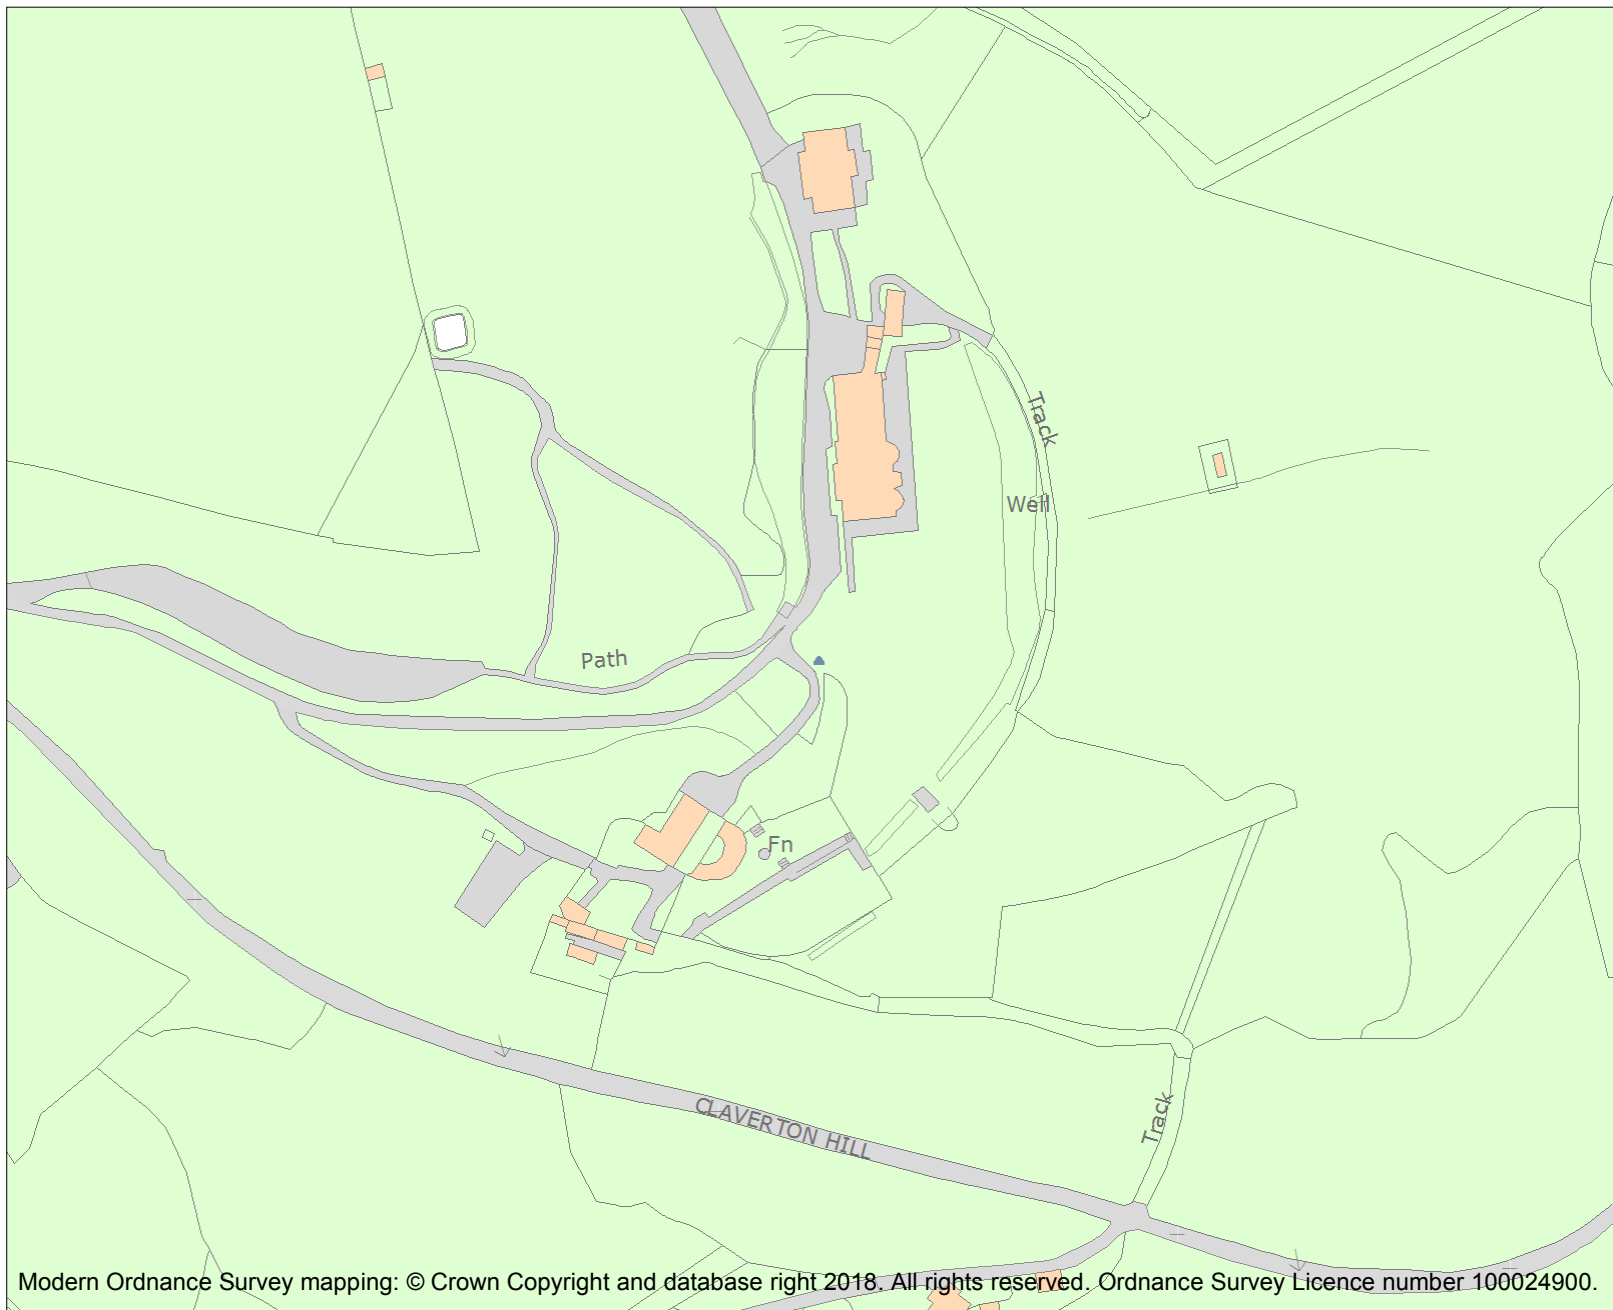 Track
Well
Path
Fn
CLAVERTON HILL
Track
Modern Ordnance Survey mapping: © Crown Copyright and database right 2018. All rights reserved. Ordnance Survey Licence number 100024900.